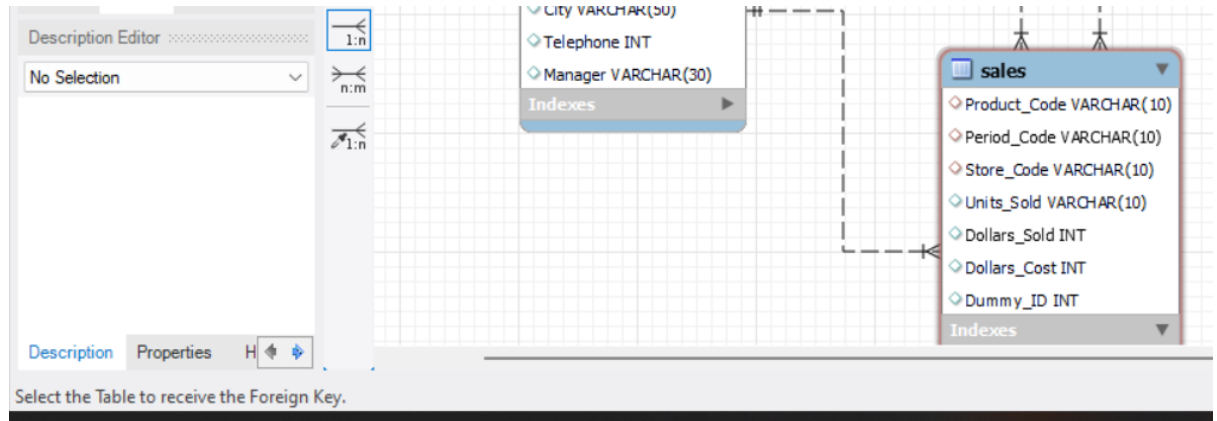 Description Editor
No Selection
1:n
n:m
1:n
City VARCHAR(50)
Telephone INT
Manager VARCHAR(30)
Indexes
sales
Product_Code VARCHAR(10)
Period_Code VARCHAR(10)
Store_Code VARCHAR(10)
Units_Sold VARCHAR(10)
Dollars_Sold INT
Dollars_Cost INT
Dummy_ID INT
Indexes
Description Properties H
Select the Table to receive the Foreign Key.